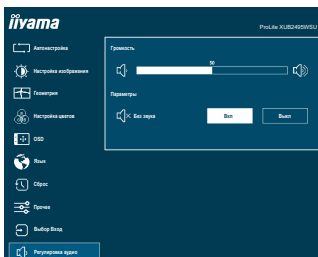 iiyama
ProLite XUB2495WSU
Автонастройка
Настройка изображения
Геометрия
Настройка цветов
OSD
Язык
Сброс
Прочее
Выбор Вход
Регулировка аудио
Громкость
50
Параметры
Без звука
Вкл
Выкл